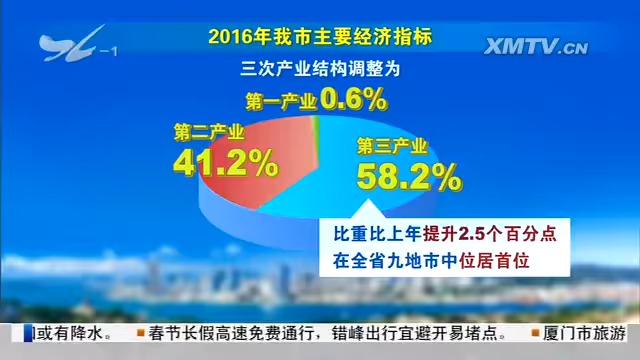 2016年我市主要经济指标
XMTV.CN
-1
三次产业结构调整为
第一产业0.6%
第二产业
41.2%
第三产业
58.2%
比重比上年提升2.5个百分点
在全省九地市中位居首位
或有降水。 ■春节长假高速免费通行，错峰出行宜避开易堵点。 ■厦门市旅游